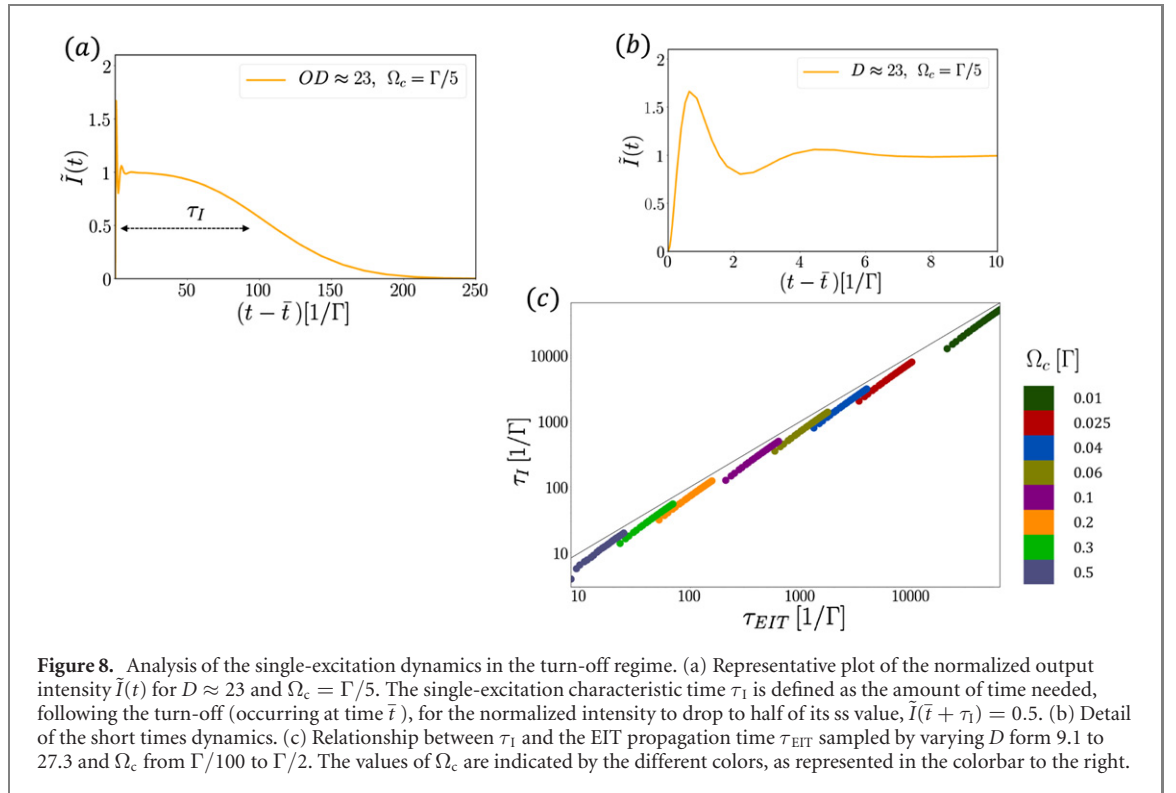 (a)
2
1.5
1
0.5
0
Ĩ(t)
OD ≈ 23, Ω_c = Γ/5
τ_I
50 100 150 200 250
(t − t̄)[1/Γ]
(b)
2
1.5
1
0.5
0
Ĩ(t)
D ≈ 23, Ω_c = Γ/5
0 2 4 6 8 10
(t − t̄)[1/Γ]
(c)
10000
1000
100
10
τ_I [1/Γ]
10 100 1000 10000
τ_EIT [1/Γ]
Ω_c [Γ]
0.01
0.025
0.04
0.06
0.1
0.2
0.3
0.5
Figure 8. Analysis of the single-excitation dynamics in the turn-off regime. (a) Representative plot of the normalized output
intensity Ĩ(t) for D ≈ 23 and Ω_c = Γ/5. The single-excitation characteristic time τ_I is defined as the amount of time needed,
following the turn-off (occurring at time t̄ ), for the normalized intensity to drop to half of its ss value, Ĩ(t̄ + τ_I) = 0.5. (b) Detail
of the short times dynamics. (c) Relationship between τ_I and the EIT propagation time τ_EIT sampled by varying D form 9.1 to
27.3 and Ω_c from Γ/100 to Γ/2. The values of Ω_c are indicated by the different colors, as represented in the colorbar to the right.